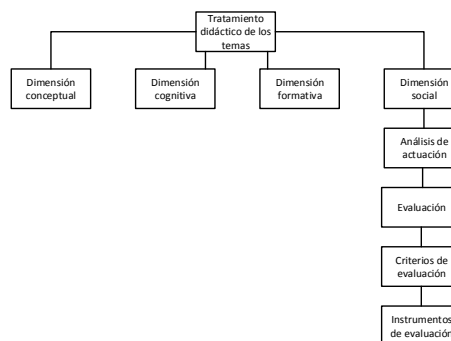 Tratamiento
didáctico de los
temas
Dimensión
conceptual
Dimensión
cognitiva
Dimensión
formativa
Dimensión
social
Análisis de
actuación
Evaluación
Criterios de
evaluación
Instrumentos
de evaluación